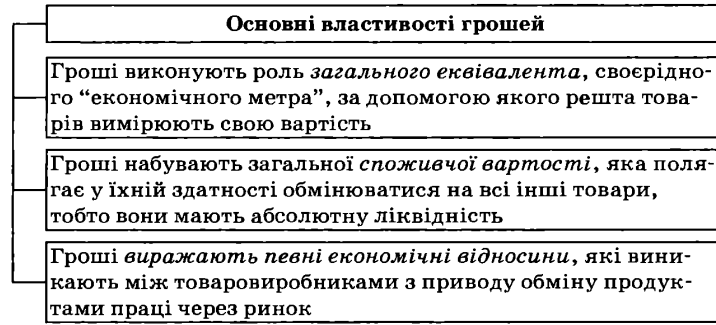 Основні властивості грошей
Гроші виконують роль загального еквівалента, своєрідно-
го “економічного метра”, за допомогою якого решта това-
рів вимірюють свою вартість
Гроші набувають загальної споживчої вартості, яка поля-
гає у їхній здатності обмінюватися на всі інші товари,
тобто вони мають абсолютну ліквідність
Гроші виражають певні економічні відносини, які вини-
кають між товаровиробниками з приводу обміну продук-
тами праці через ринок